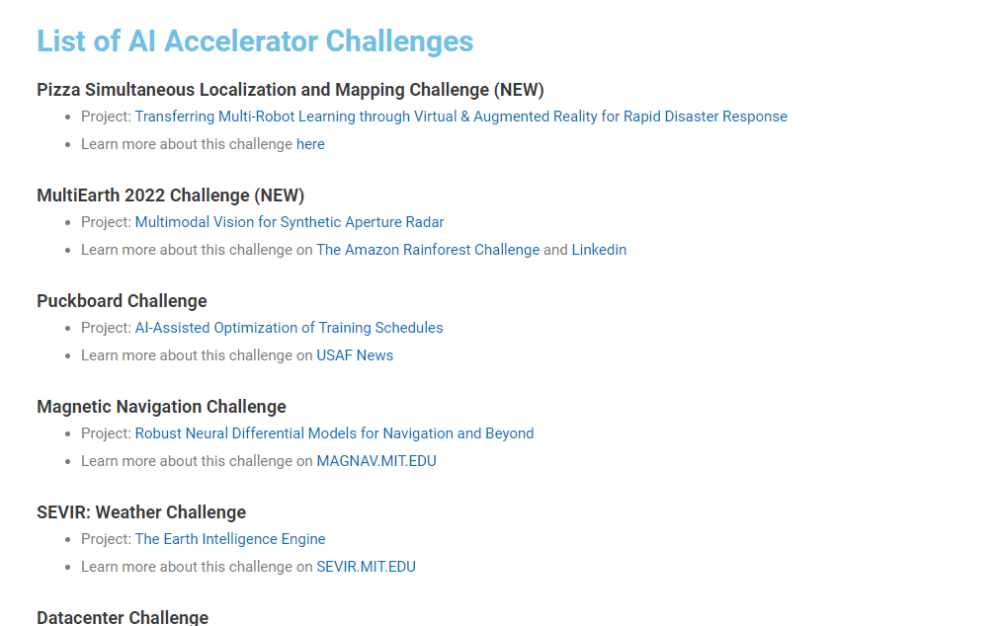 List of AI Accelerator Challenges
Pizza Simultaneous Localization and Mapping Challenge (NEW)
Project: Transferring Multi-Robot Learning through Virtual & Augmented Reality for Rapid Disaster Response
Learn more about this challenge here
MultiEarth 2022 Challenge (NEW)
Project: Multimodal Vision for Synthetic Aperture Radar
Learn more about this challenge on The Amazon Rainforest Challenge and Linkedin
Puckboard Challenge
Project: AI-Assisted Optimization of Training Schedules
Learn more about this challenge on USAF News
Magnetic Navigation Challenge
Project: Robust Neural Differential Models for Navigation and Beyond
Learn more about this challenge on MAGNAV.MIT.EDU
SEVIR: Weather Challenge
Project: The Earth Intelligence Engine
Learn more about this challenge on SEVIR.MIT.EDU
Datacenter Challenge